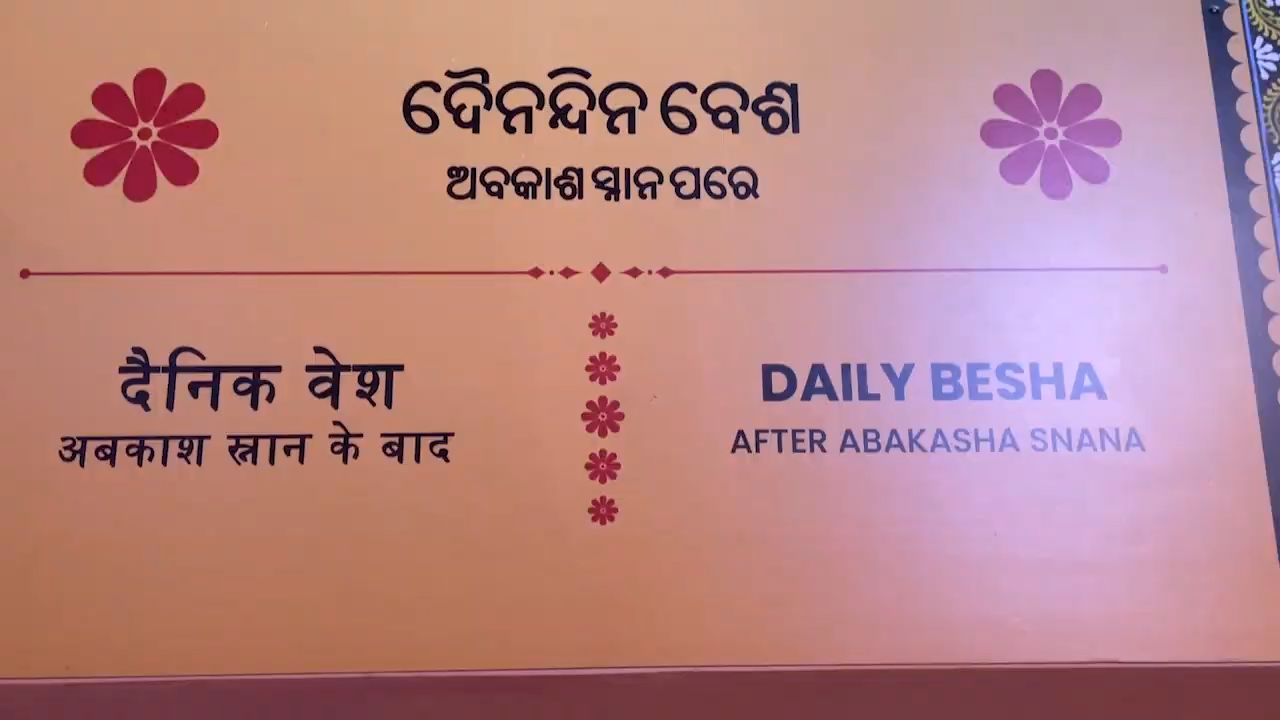 ଦୈନନ୍ଦିନ ବେଶ
ଅବକାଶ ସ୍ନାନ ପରେ
दैनिक वेश
अबकाश स्नान के बाद
DAILY BESHA
AFTER ABAKASHA SNANA